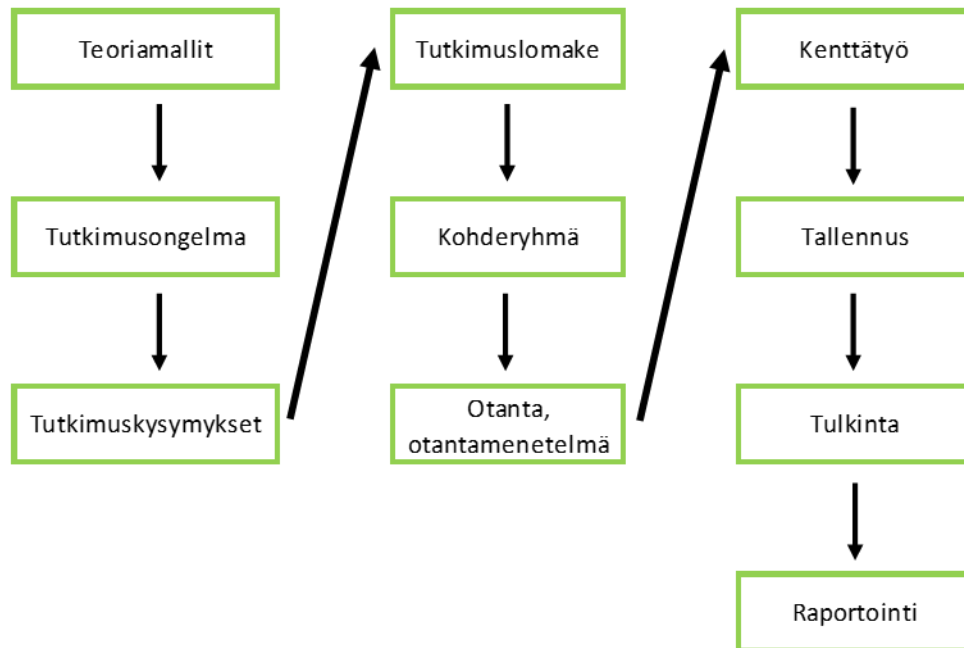 Teoriamallit
Tutkimusongelma
Tutkimuskysymykset
Tutkimuslomake
Kohderyhmä
Otanta,
otantamenetelmä
Kenttätyö
Tallennus
Tulkinta
Raportointi